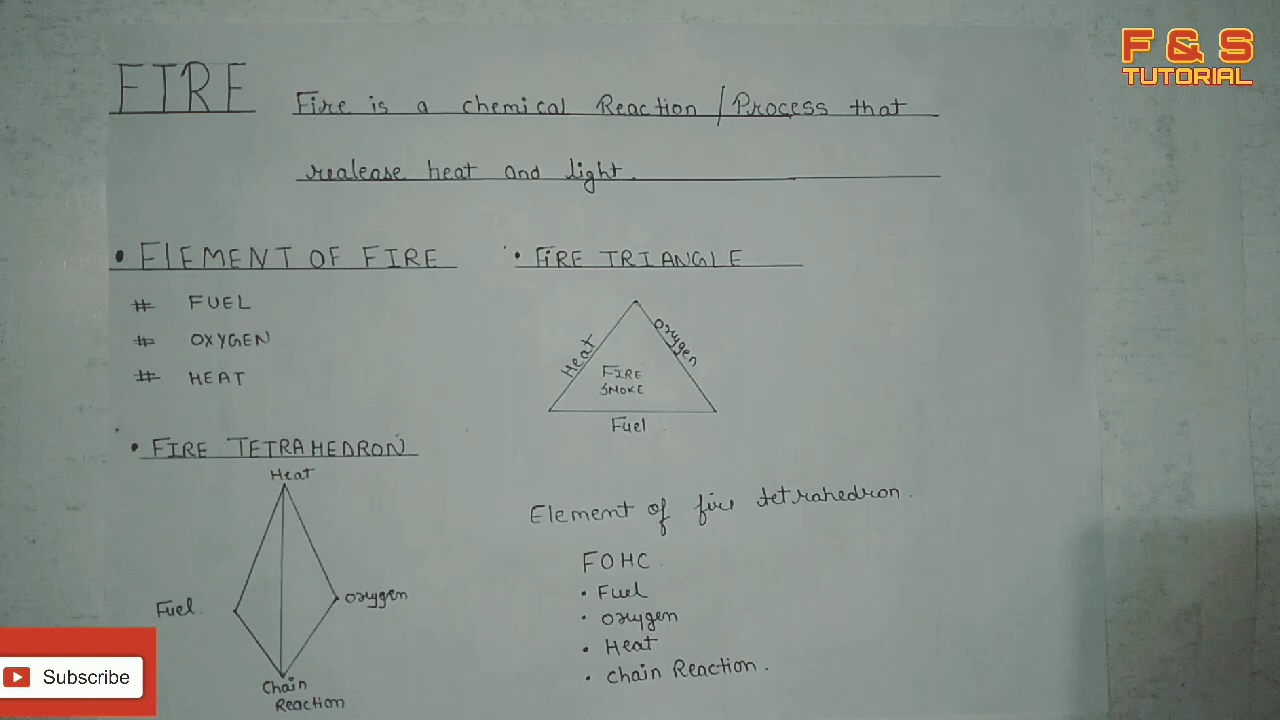 F & S
TUTORIAL
FIRE
Fire is a chemical Reaction / Process that
realease heat and light.
• ElEMENT OF FIRE
# FUEL
# OXYGEN
# HEAT
• FiRE TRIANGLE
Heat
Oxygen
FIRE
SMOKE
Fuel
• FIRE TETRAHEDRON
Heat
Fuel.
Oxygen
Chain
Reaction
Element of fire tetrahedron.
FOHC.
• Fuel
• Oxygen
• Heat
• Chain Reaction.
Subscribe